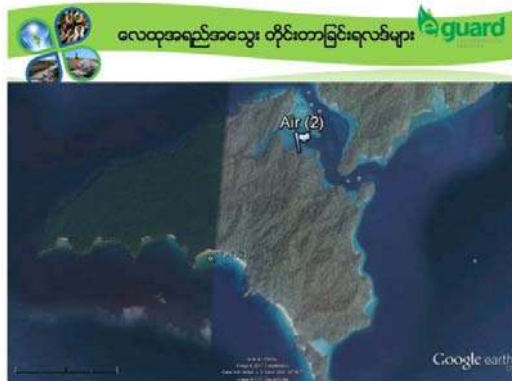 လေထုအရည်အသွေး တိုင်းတာခြင်းရလဒ်များ
eguard
Air (2)
Google earth